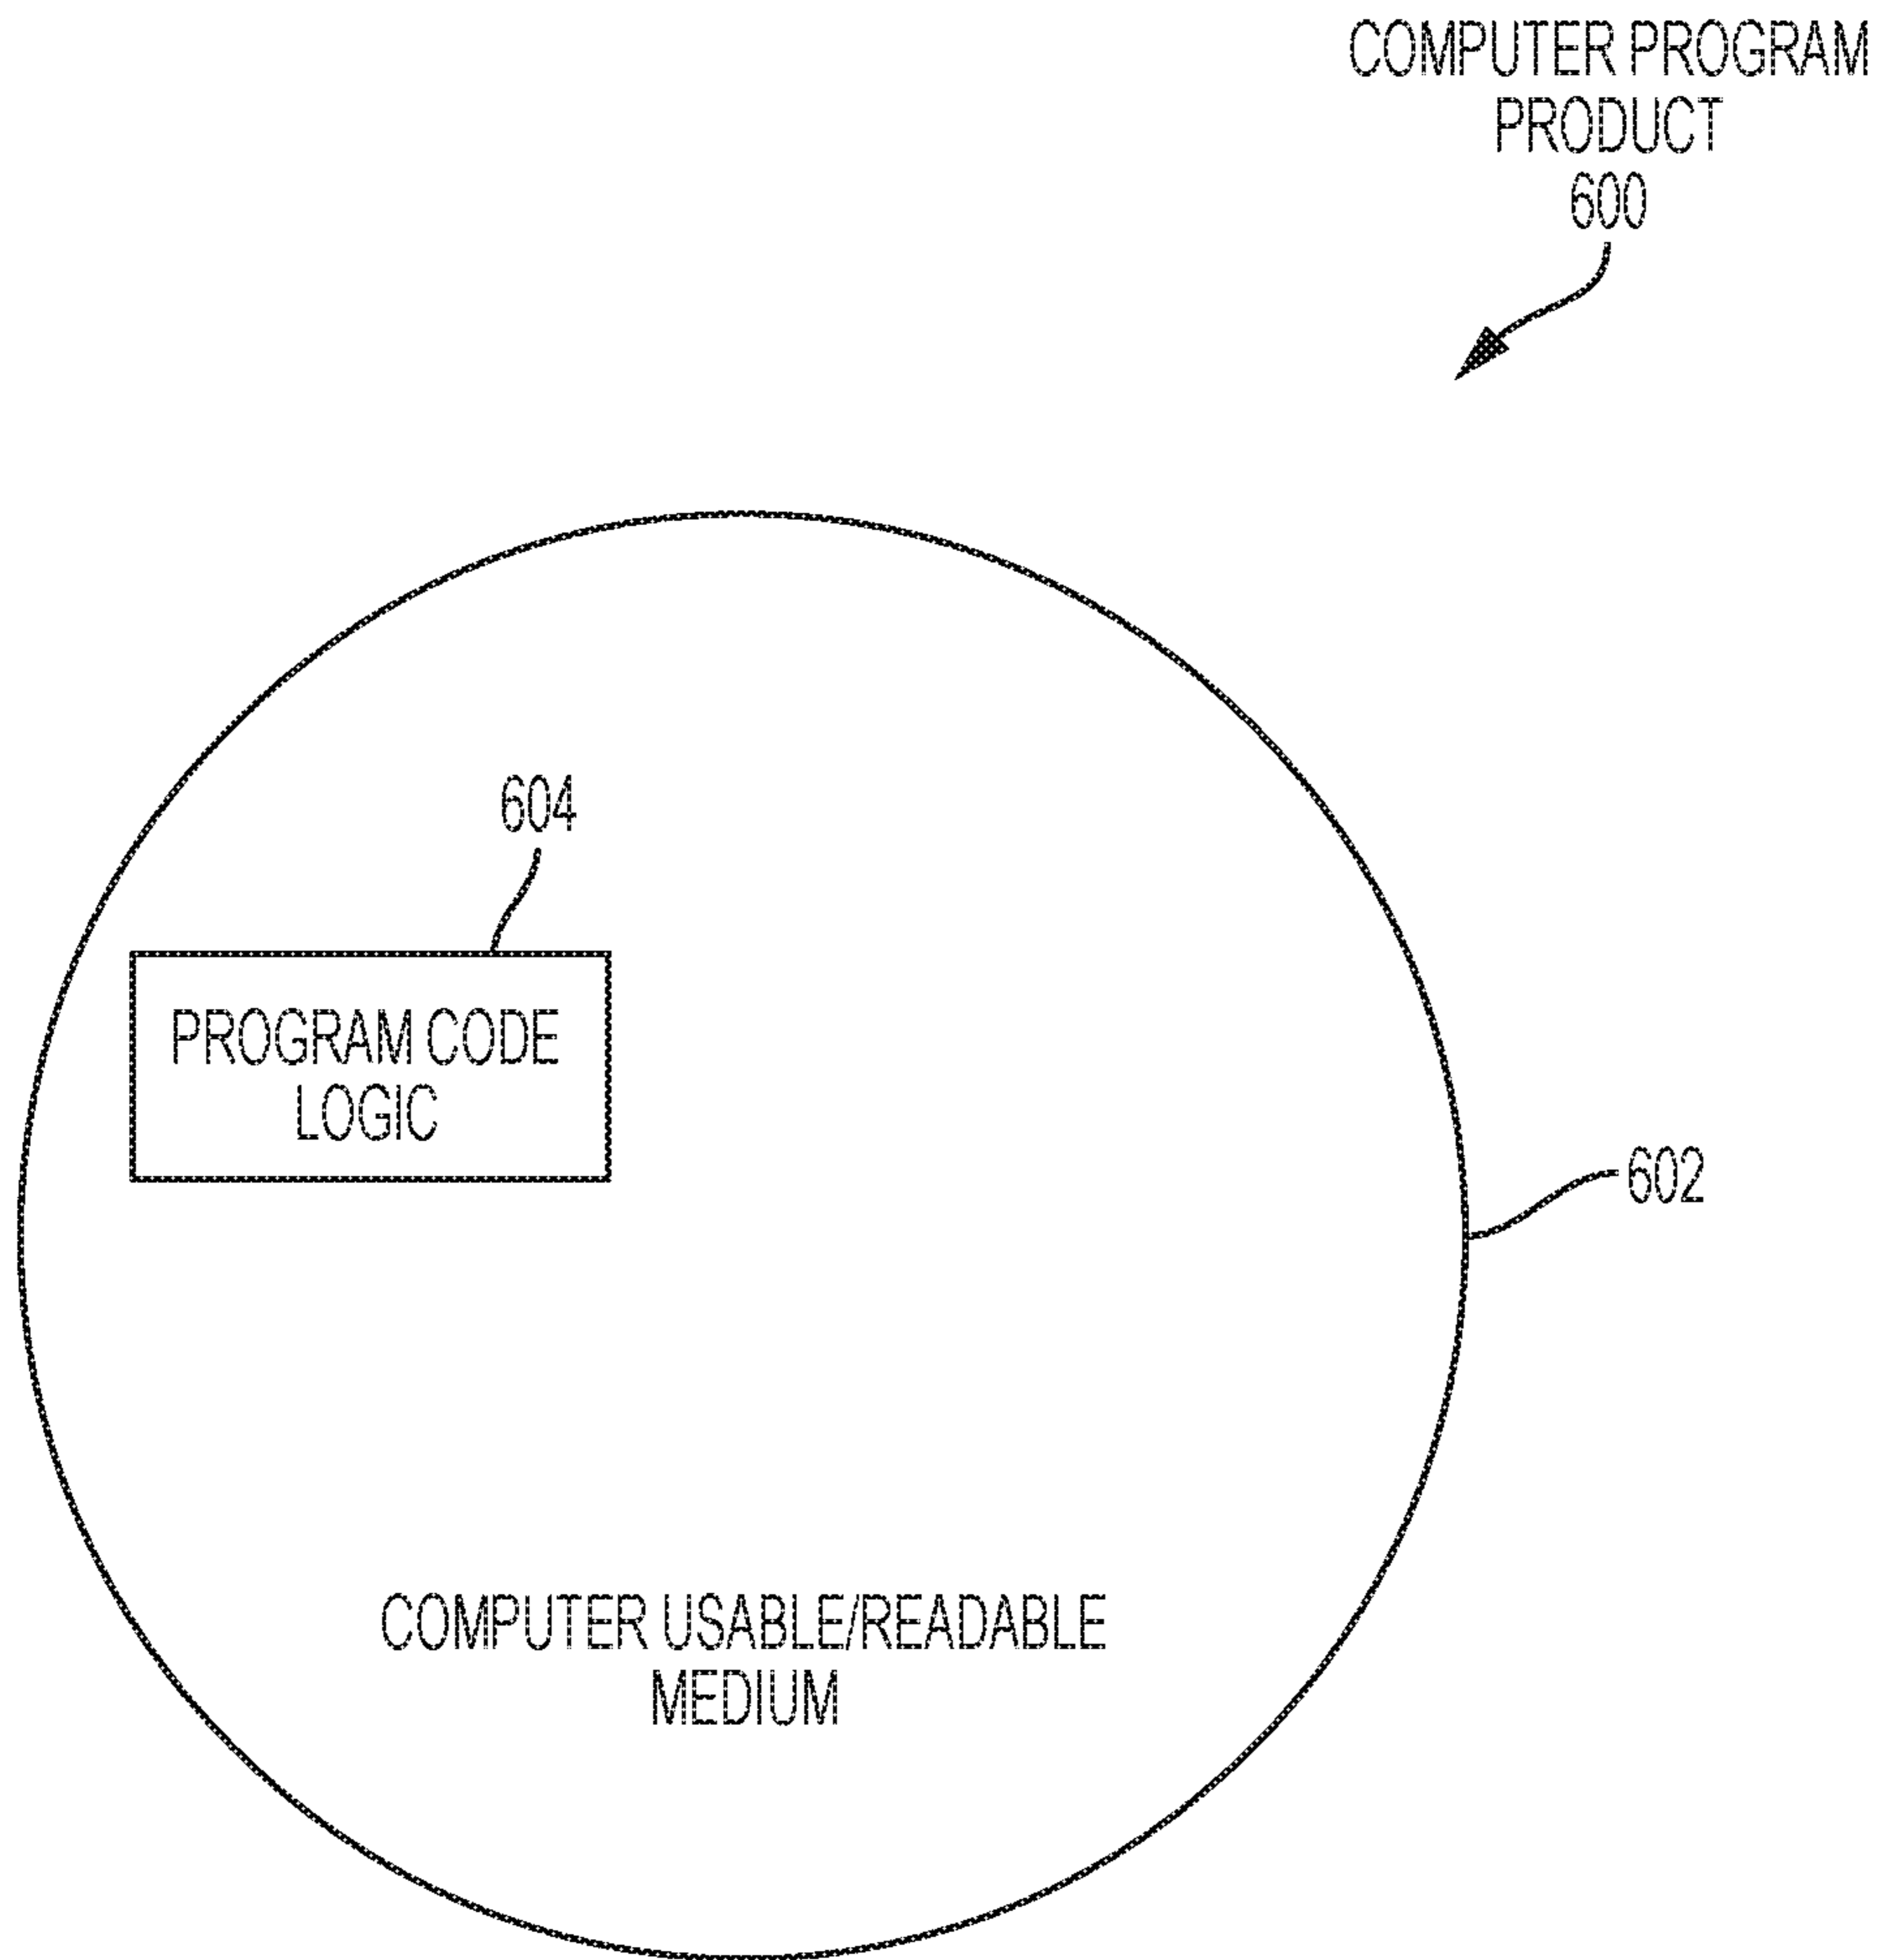 COMPUTER PROGRAM
PRODUCT
600
604
PROGRAM CODE
LOGIC
602
COMPUTER USABLE/READABLE
MEDIUM